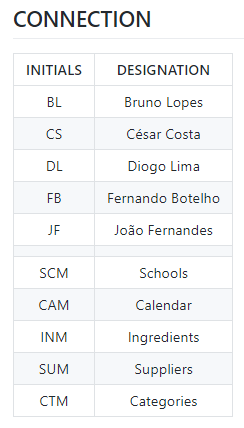 CONNECTION
INITIALS DESIGNATION
BL Bruno Lopes
CS César Costa
DL Diogo Lima
FB Fernando Botelho
JF João Fernandes
SCM Schools
CAM Calendar
INM Ingredients
SUM Suppliers
CTM Categories